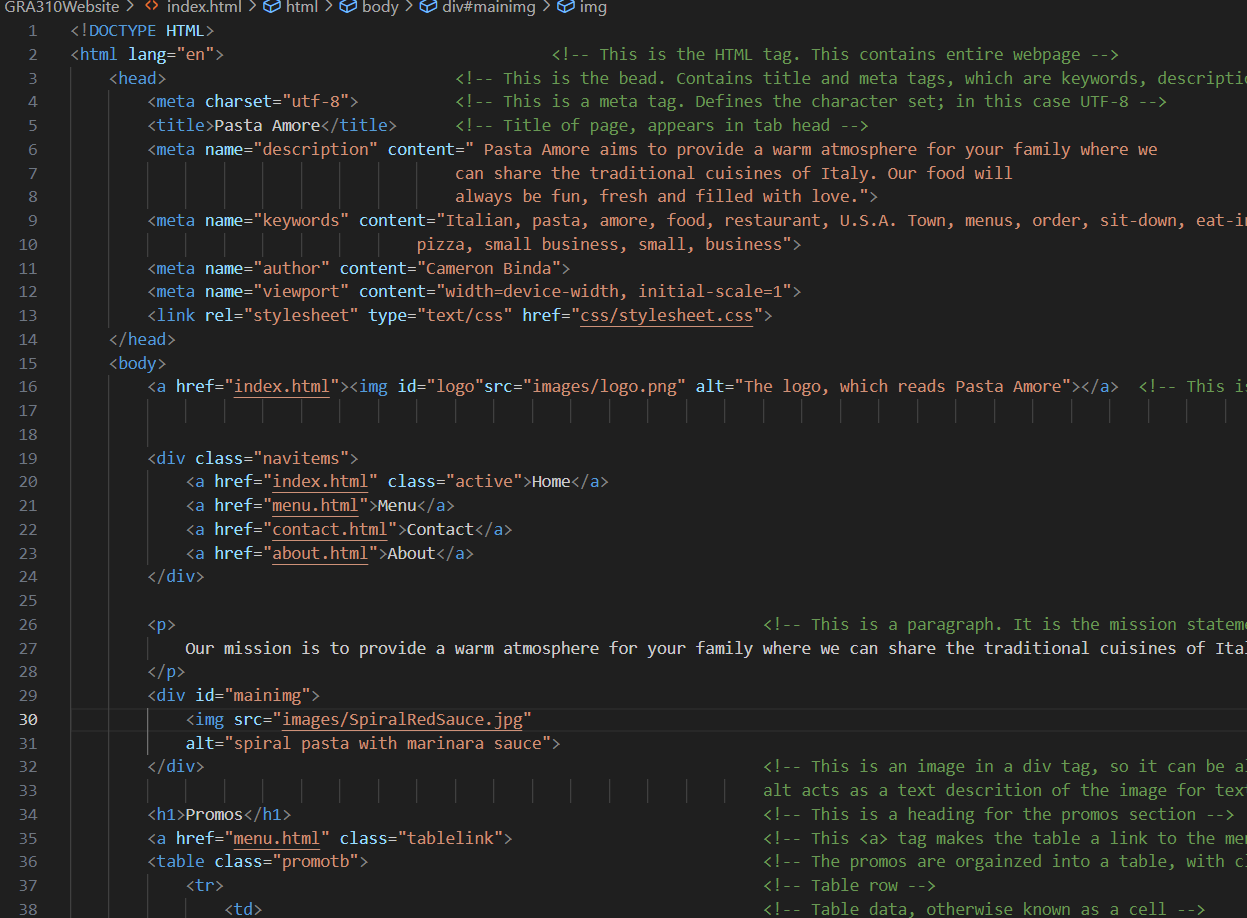 GRA310Website > <> index.html > html > body > div#mainimg > img
1 <!DOCTYPE HTML>
2 <html lang="en"> <!-- This is the HTML tag. This contains entire webpage -->
3 <head> <!-- This is the bead. Contains title and meta tags, which are keywords, descriptio
4 <meta charset="utf-8"> <!-- This is a meta tag. Defines the character set; in this case UTF-8 -->
5 <title>Pasta Amore</title> <!-- Title of page, appears in tab head -->
6 <meta name="description" content=" Pasta Amore aims to provide a warm atmosphere for your family where we
7 can share the traditional cuisines of Italy. Our food will
8 always be fun, fresh and filled with love.">
9 <meta name="keywords" content="Italian, pasta, amore, food, restaurant, U.S.A. Town, menus, order, sit-down, eat-in
10 pizza, small business, small, business">
11 <meta name="author" content="Cameron Binda">
12 <meta name="viewport" content="width=device-width, initial-scale=1">
13 <link rel="stylesheet" type="text/css" href="css/stylesheet.css">
14 </head>
15 <body>
16 <a href="index.html"><img id="logo"src="images/logo.png" alt="The logo, which reads Pasta Amore"></a> <!-- This is
17
18
19 <div class="navitems">
20 <a href="index.html" class="active">Home</a>
21 <a href="menu.html">Menu</a>
22 <a href="contact.html">Contact</a>
23 <a href="about.html">About</a>
24 </div>
25
26 <p> <!-- This is a paragraph. It is the mission stateme
27 Our mission is to provide a warm atmosphere for your family where we can share the traditional cuisines of Ital
28 </p>
29 <div id="mainimg">
30 <img src="images/SpiralRedSauce.jpg"
31 alt="spiral pasta with marinara sauce">
32 </div> <!-- This is an image in a div tag, so it can be al
33 alt acts as a text descrition of the image for text
34 <h1>Promos</h1> <!-- This is a heading for the promos section -->
35 <a href="menu.html" class="tablelink"> <!-- This <a> tag makes the table a link to the men
36 <table class="promotb"> <!-- The promos are orgainzed into a table, with cl
37 <tr> <!-- Table row -->
38 <td> <!-- Table data, otherwise known as a cell -->